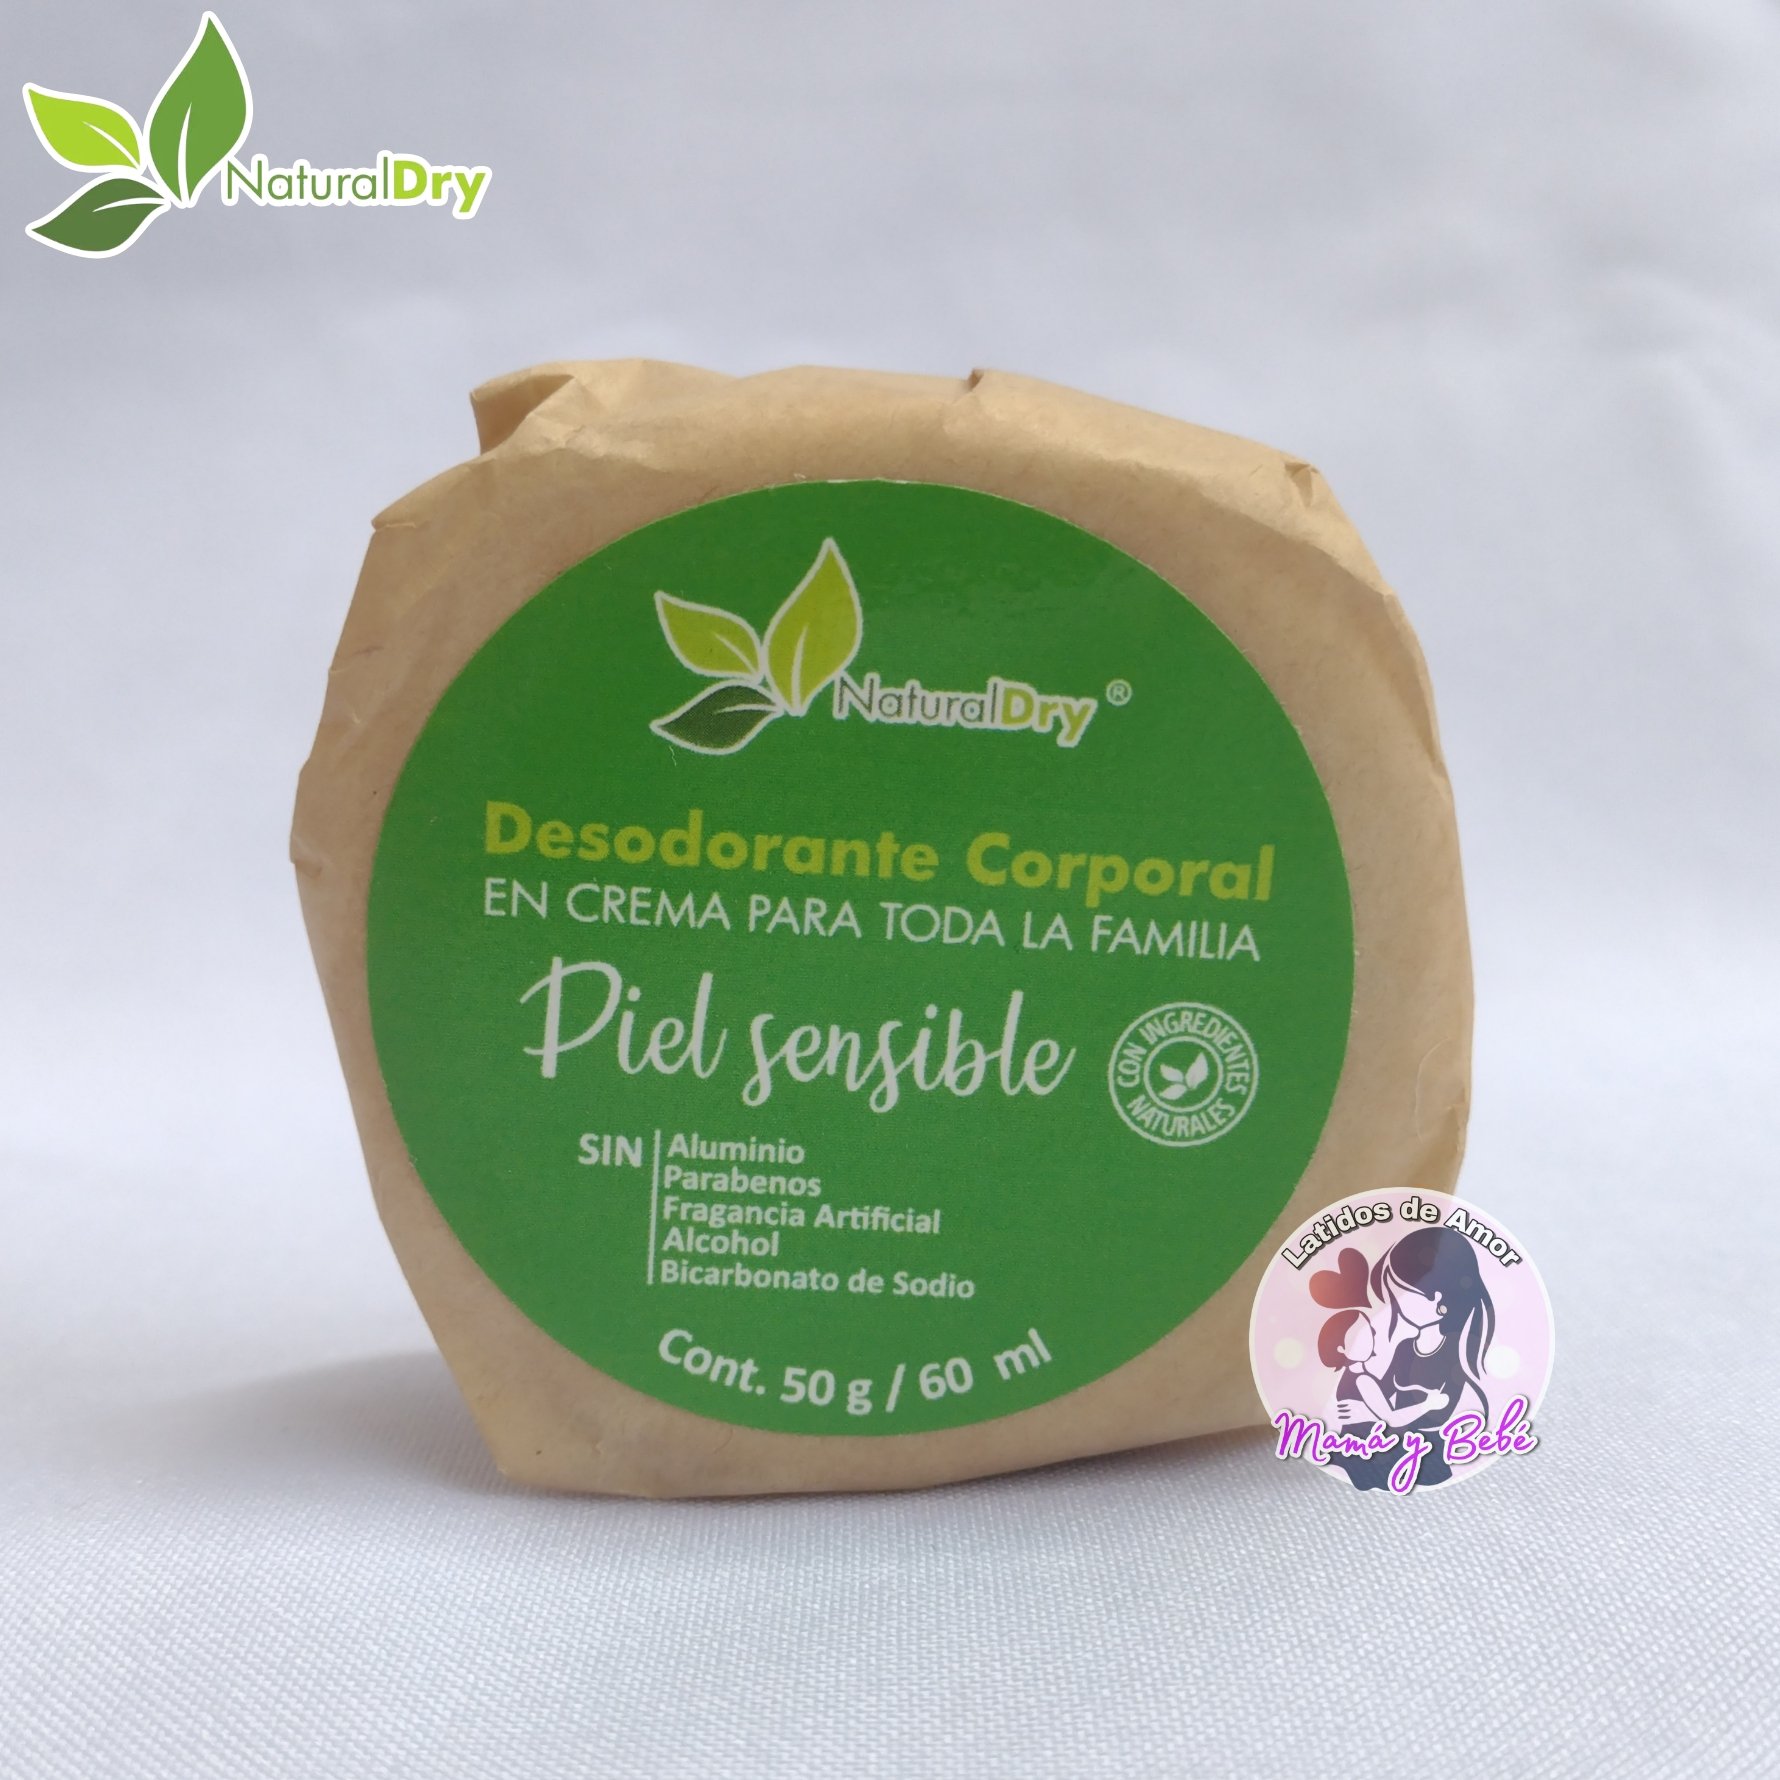 NaturalDry
NaturalDry ®
Desodorante Corporal
EN CREMA PARA TODA LA FAMILIA
Piel sensible
CON INGREDIENTES
NATURALES
SIN
Aluminio
Parabenos
Fragancia Artificial
Alcohol
Bicarbonato de Sodio
Cont. 50 g / 60 ml
Latidos de Amor
Mamá y Bebé